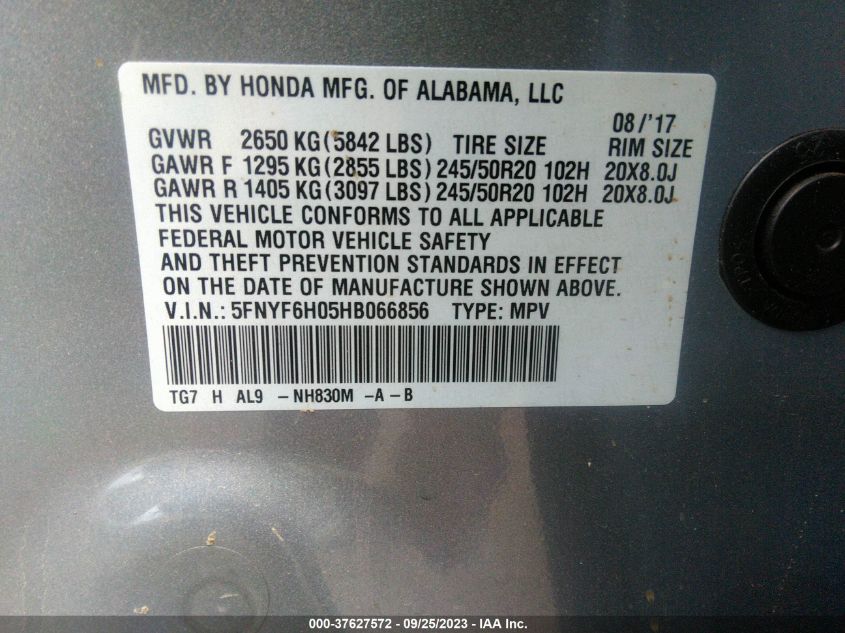 MFD. BY HONDA MFG. OF ALABAMA, LLC
08/'17
GVWR 2650 KG(5842 LBS) TIRE SIZE RIM SIZE
GAWR F 1295 KG(2855 LBS) 245/50R20 102H 20X8.0J
GAWR R 1405 KG(3097 LBS) 245/50R20 102H 20X8.0J
THIS VEHICLE CONFORMS TO ALL APPLICABLE
FEDERAL MOTOR VEHICLE SAFETY
AND THEFT PREVENTION STANDARDS IN EFFECT
ON THE DATE OF MANUFACTURE SHOWN ABOVE.
V.I.N.: 5FNYF6H05HB066856 TYPE: MPV
TG7 H AL9 -NH830M -A -B
000-37627572 - 09/25/2023 - IAA Inc.